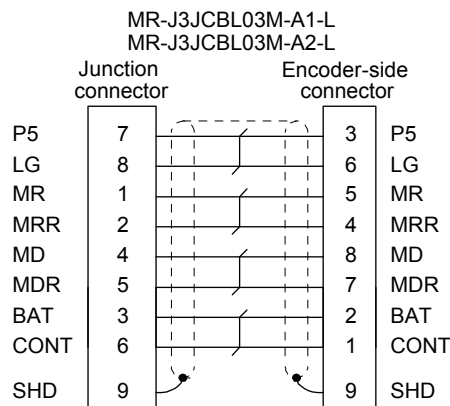 MR-J3JCBL03M-A1-L
MR-J3JCBL03M-A2-L
Junction connector Encoder-side connector
P5 7 3 P5
LG 8 6 LG
MR 1 5 MR
MRR 2 4 MRR
MD 4 8 MD
MDR 5 7 MDR
BAT 3 2 BAT
CONT 6 1 CONT
SHD 9 9 SHD